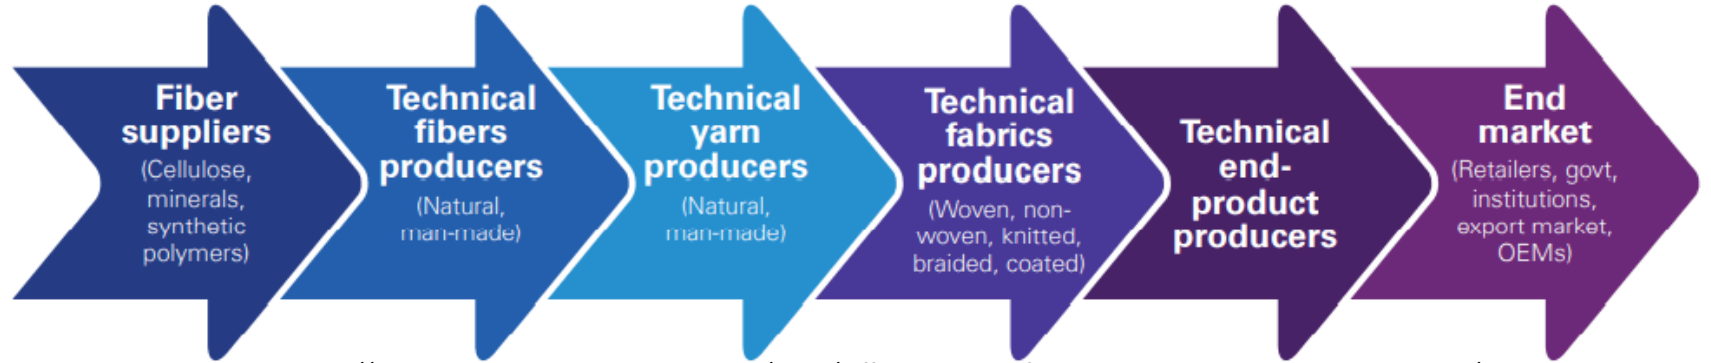 Fiber
suppliers
(Cellulose,
minerals,
synthetic
polymers)
Technical
fibers
producers
(Natural,
man-made)
Technical
yarn
producers
(Natural,
man-made)
Technical
fabrics
producers
(Woven, non-
woven, knitted,
braided, coated)
Technical
end-
product
producers
End
market
(Retailers, govt,
institutions,
export market,
OEMs)